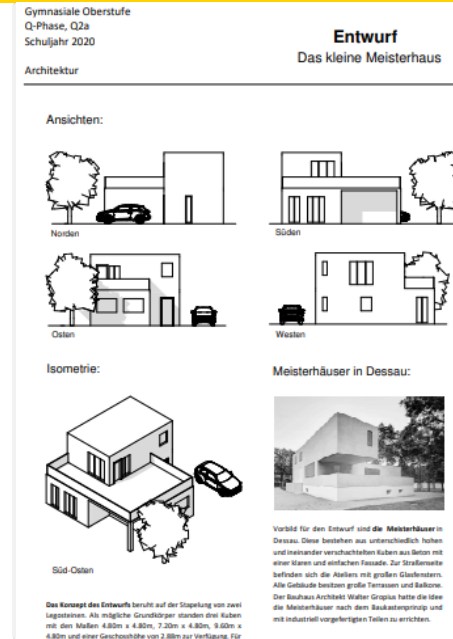 Gymnasiale Oberstufe
Q-Phase, Q2a
Schuljahr 2020
Architektur
Entwurf
Das kleine Meisterhaus
Ansichten:
Norden
Süden
Osten
Westen
Isometrie:
Meisterhäuser in Dessau:
Süd-Osten
Vorbild für den Entwurf sind die Meisterhäuser in
Dessau. Diese bestehen aus unterschiedlich hohen
und ineinander verschachtelten Kuben aus Beton mit
einer klaren und einfachen Fassade. Zur Straßenseite
befinden sich die Ateliers mit großen Glasfenstern.
Alle Gebäude besitzen große Terrassen und Balkone.
Der Bauhaus Architekt Walter Gropius hatte die Idee
die Meisterhäuser nach dem Baukastenprinzip und
mit industriell vorgefertigten Teilen zu errichten.
Das Konzept des Entwurfs beruht auf der Stapelung von zwei
Legosteinen. Als mögliche Grundkörper standen drei Kuben
mit den Maßen 4.80m x 4.80m, 7.20m x 4.80m, 9.60m x
4.80m und einer Geschosshöhe von 2.88m zur Verfügung. Für